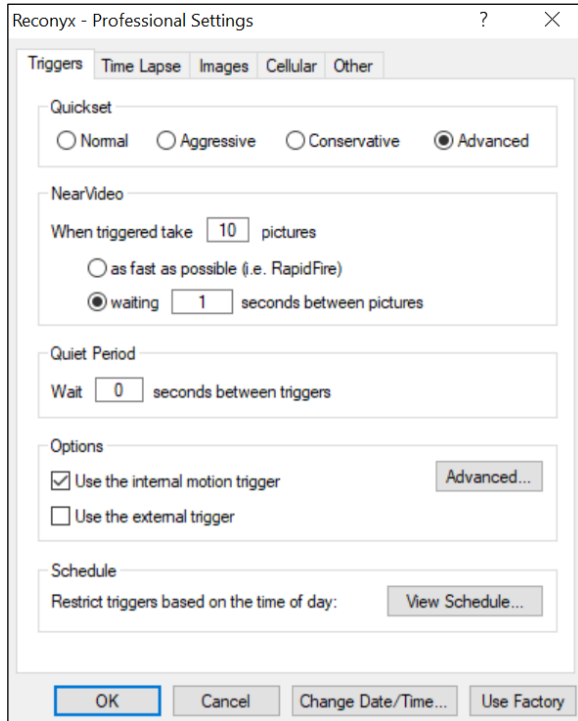 Reconyx - Professional Settings ? ×
Triggers Time Lapse Images Cellular Other
Quickset
Normal Aggressive Conservative Advanced
NearVideo
When triggered take 10 pictures
as fast as possible (i.e. RapidFire)
waiting 1 seconds between pictures
Quiet Period
Wait 0 seconds between triggers
Options
Use the internal motion trigger Advanced...
Use the external trigger
Schedule
Restrict triggers based on the time of day: View Schedule...
OK Cancel Change Date/Time... Use Factory